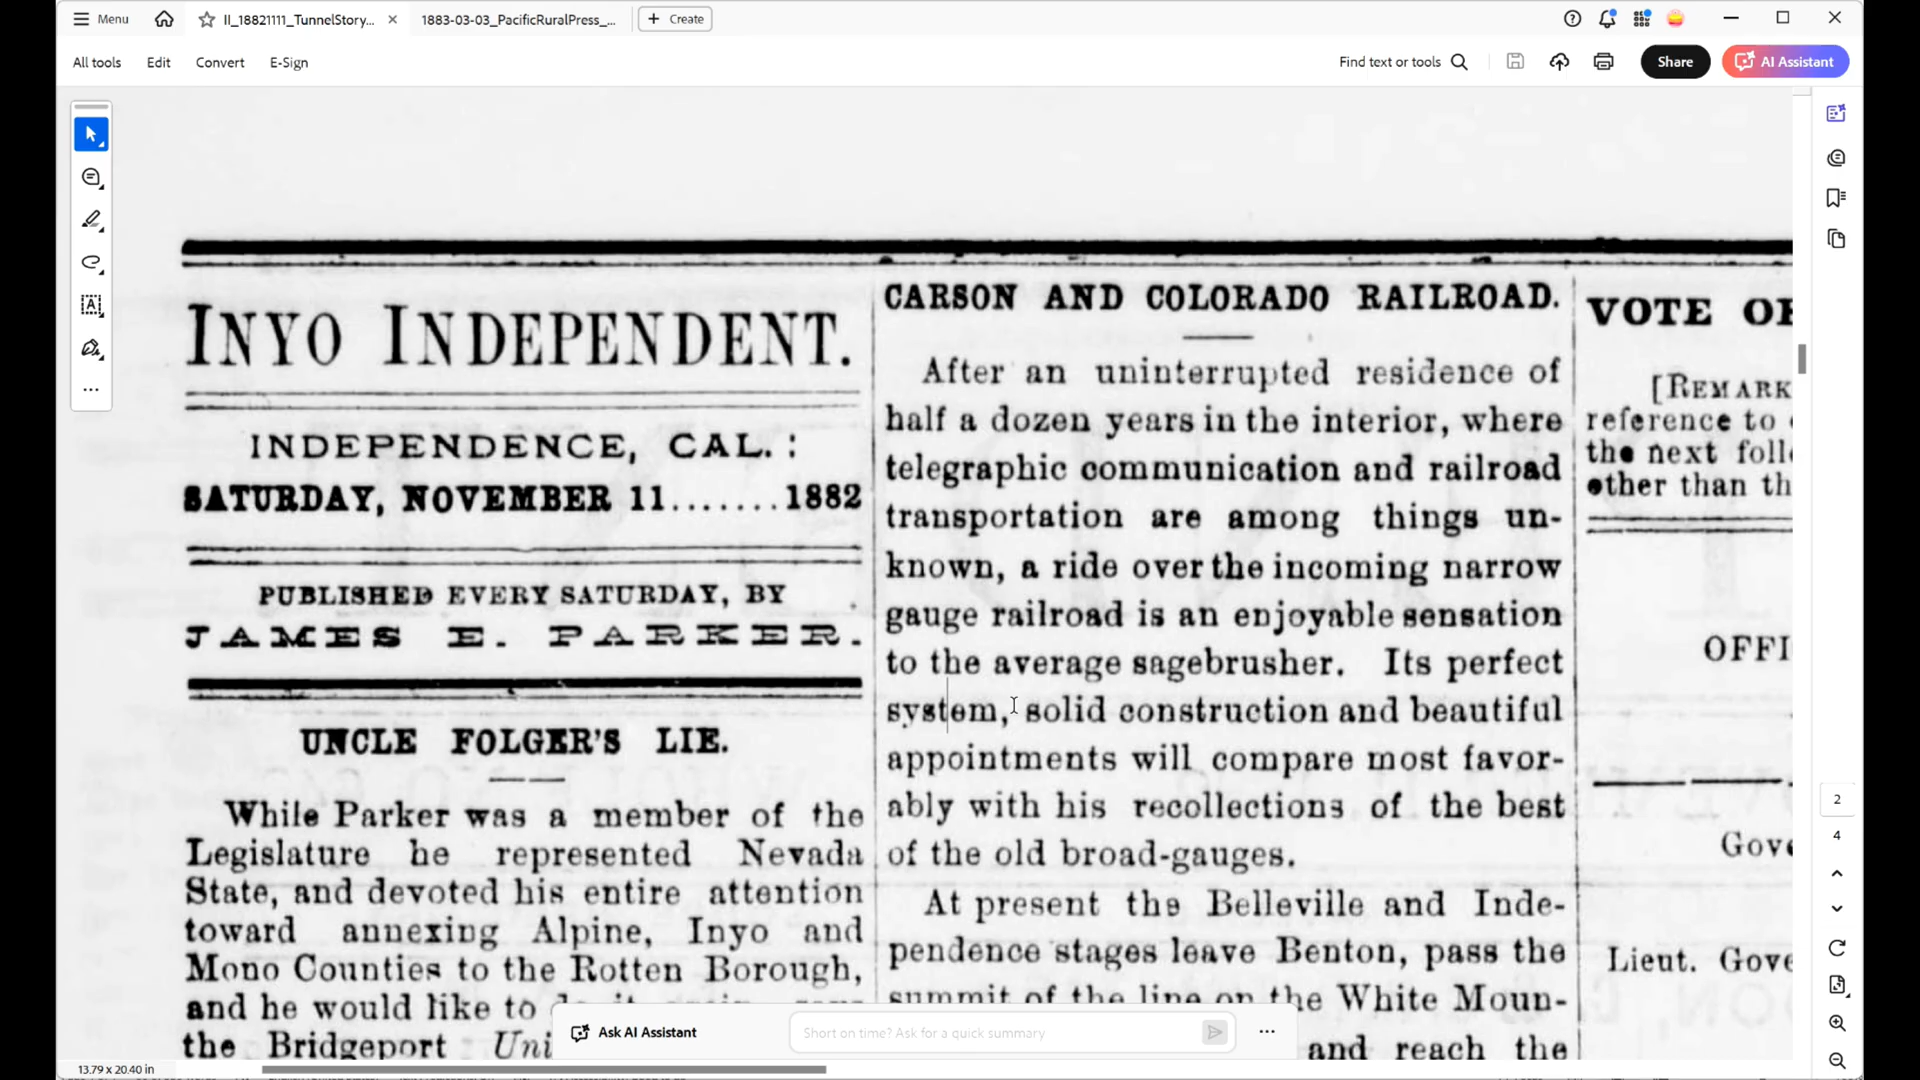 Menu
II_18821111_TunnelStory...
1883-03-03_PacificRuralPress_...
Create
All tools
Edit
Convert
E-Sign
Find text or tools
Share
AI Assistant
INYO INDEPENDENT.
INDEPENDENCE, CAL.:
SATURDAY, NOVEMBER 11.......1882
PUBLISHED EVERY SATURDAY, BY
JAMES E. PARKER.
UNCLE FOLGER'S LIE.
While Parker was a member of the
Legislature he represented Nevada
State, and devoted his entire attention
toward annexing Alpine, Inyo and
Mono Counties to the Rotten Borough,
and he would like to
the Bridgeport Uni
CARSON AND COLORADO RAILROAD.
After an uninterrupted residence of
half a dozen years in the interior, where
telegraphic communication and railroad
transportation are among things un-
known, a ride over the incoming narrow
gauge railroad is an enjoyable sensation
to the average sagebrusher. Its perfect
system, solid construction and beautiful
appointments will compare most favor-
ably with his recollections of the best
of the old broad-gauges.
At present the Belleville and Inde-
pendence stages leave Benton, pass the
summit of the line on the White Moun-
and reach the
VOTE OF
[REMARK
reference to
the next foll
other than th
OFFI
Gove
Lieut. Gove
2
4
Ask AI Assistant
Short on time? Ask for a quick summary
13.79 x 20.40 in